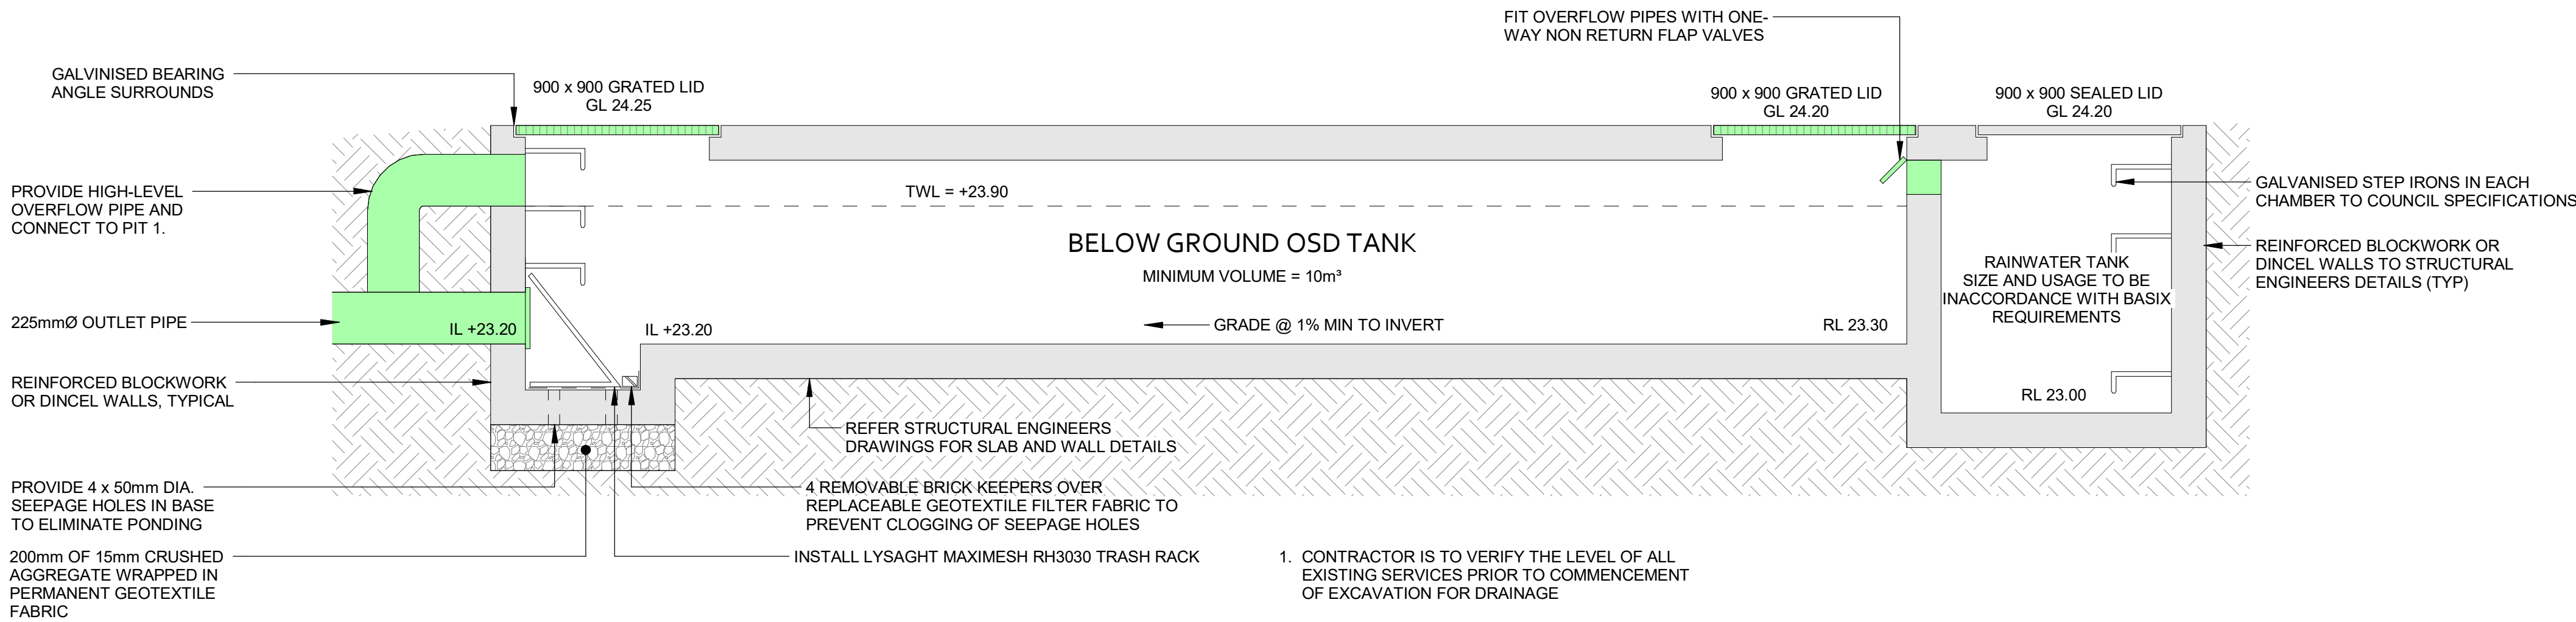 FIT OVERFLOW PIPES WITH ONE-
WAY NON RETURN FLAP VALVES
GALVINISED BEARING
ANGLE SURROUNDS
900 x 900 GRATED LID
GL 24.25
900 x 900 GRATED LID
GL 24.20
900 x 900 SEALED LID
GL 24.20
PROVIDE HIGH-LEVEL
OVERFLOW PIPE AND
CONNECT TO PIT 1.
TWL = +23.90
GALVANISED STEP IRONS IN EACH
CHAMBER TO COUNCIL SPECIFICATIONS
BELOW GROUND OSD TANK
MINIMUM VOLUME = 10m³
REINFORCED BLOCKWORK OR
DINCEL WALLS TO STRUCTURAL
ENGINEERS DETAILS (TYP)
RAINWATER TANK
SIZE AND USAGE TO BE
INACCORDANCE WITH BASIX
REQUIREMENTS
225mmØ OUTLET PIPE
IL +23.20
IL +23.20
GRADE @ 1% MIN TO INVERT
RL 23.30
REINFORCED BLOCKWORK
OR DINCEL WALLS, TYPICAL
RL 23.00
REFER STRUCTURAL ENGINEERS
DRAWINGS FOR SLAB AND WALL DETAILS
PROVIDE 4 x 50mm DIA.
SEEPAGE HOLES IN BASE
TO ELIMINATE PONDING
4 REMOVABLE BRICK KEEPERS OVER
REPLACEABLE GEOTEXTILE FILTER FABRIC TO
PREVENT CLOGGING OF SEEPAGE HOLES
200mm OF 15mm CRUSHED
AGGREGATE WRAPPED IN
PERMANENT GEOTEXTILE
FABRIC
INSTALL LYSAGHT MAXIMESH RH3030 TRASH RACK
1. CONTRACTOR IS TO VERIFY THE LEVEL OF ALL
EXISTING SERVICES PRIOR TO COMMENCEMENT
OF EXCAVATION FOR DRAINAGE